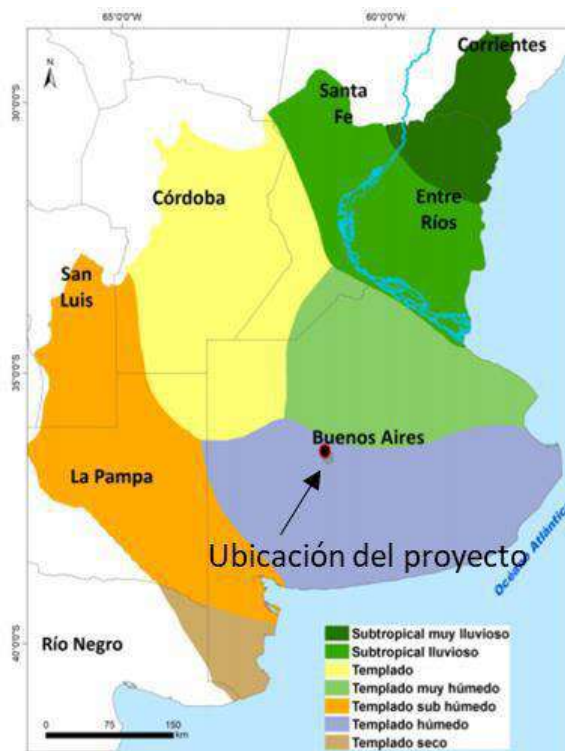 65°0'0"O
60°0'0"O
Corrientes
N
30°0'0"S
Santa
Fe
Córdoba
Entre
Ríos
San
Luis
35°0'0"S
Buenos Aires
La Pampa
Ubicación del proyecto
Océano Atlántico
Río Negro
40°0'0"S
Subtropical muy lluvioso
Subtropical lluvioso
Templado
Templado muy húmedo
Templado sub húmedo
Templado húmedo
Templado seco
0 75 150
km